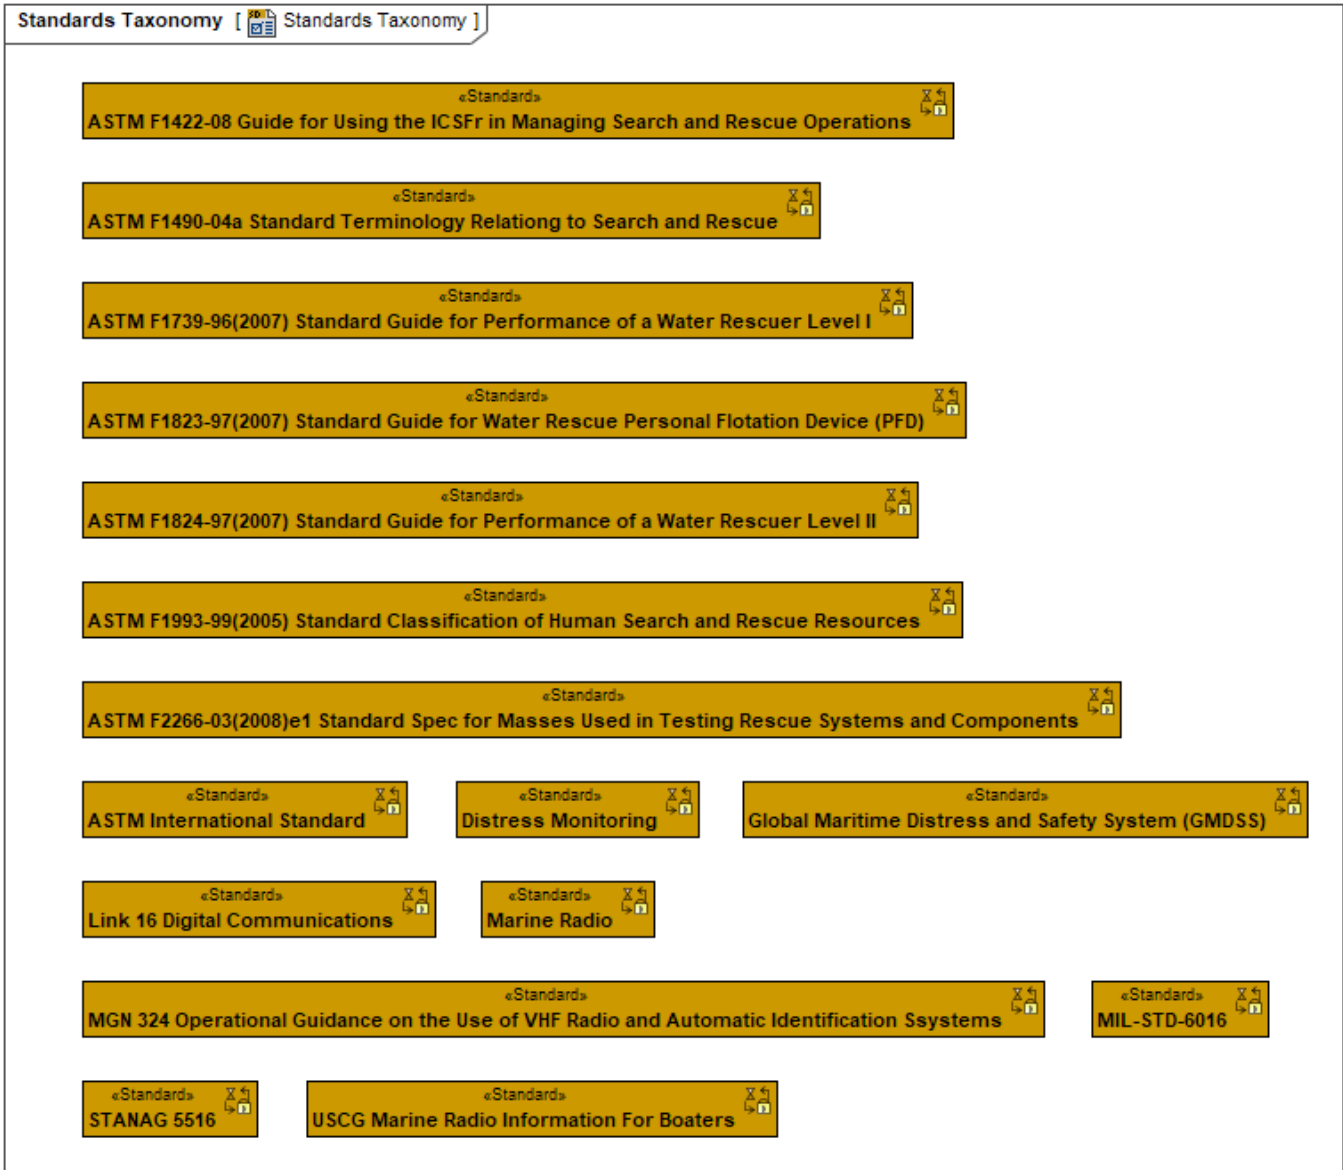 Standards Taxonomy [ Standards Taxonomy ]
«Standard»
ASTM F1422-08 Guide for Using the ICSFr in Managing Search and Rescue Operations
«Standard»
ASTM F1490-04a Standard Terminology Relationg to Search and Rescue
«Standard»
ASTM F1739-96(2007) Standard Guide for Performance of a Water Rescuer Level I
«Standard»
ASTM F1823-97(2007) Standard Guide for Water Rescue Personal Flotation Device (PFD)
«Standard»
ASTM F1824-97(2007) Standard Guide for Performance of a Water Rescuer Level II
«Standard»
ASTM F1993-99(2005) Standard Classification of Human Search and Rescue Resources
«Standard»
ASTM F2266-03(2008)e1 Standard Spec for Masses Used in Testing Rescue Systems and Components
«Standard»
ASTM International Standard
«Standard»
Distress Monitoring
«Standard»
Global Maritime Distress and Safety System (GMDSS)
«Standard»
Link 16 Digital Communications
«Standard»
Marine Radio
«Standard»
MGN 324 Operational Guidance on the Use of VHF Radio and Automatic Identification Ssystems
«Standard»
MIL-STD-6016
«Standard»
STANAG 5516
«Standard»
USCG Marine Radio Information For Boaters